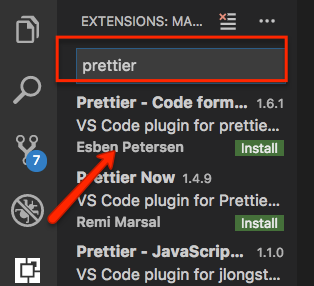 EXTENSIONS: MA...
prettier
Prettier - Code form... 1.6.1
VS Code plugin for prettie...
Esben Petersen Install
Prettier Now 1.4.9
VS Code plugin for Prettie...
Remi Marsal Install
Prettier - JavaScrip... 1.1.0
VS Code plugin for jlongst...
7